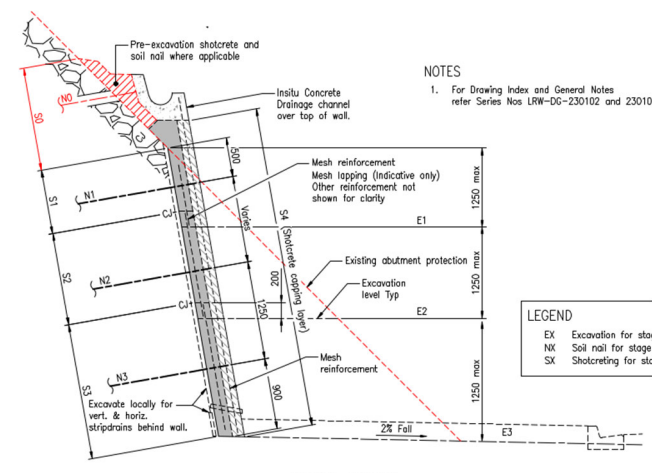 Pre-excavation shotcrete and
soil nail where applicable
NOTES
1. For Drawing Index and General Notes
refer Series Nos LRW-DG-230102 and 23010
Insitu Concrete
Drainage channel
over top of wall.
S0
N0
C3
500
Mesh reinforcement
Mesh lapping (Indicative only)
Other reinforcement not
shown for clarity
1250 max
S1
N1
CJ
Varies
S4 (Shotcrete capping layer)
E1
S2
N2
200
Existing abutment protection
Excavation
level Typ
1250 max
CJ
1250
E2
LEGEND
EX Excavation for sta
NX Soil nail for stage
SX Shotcreting for sta
S3
N3
Mesh
reinforcement
900
1250 max
Excavate locally for
vert. & horiz.
stripdrains behind wall.
2% Fall
E3